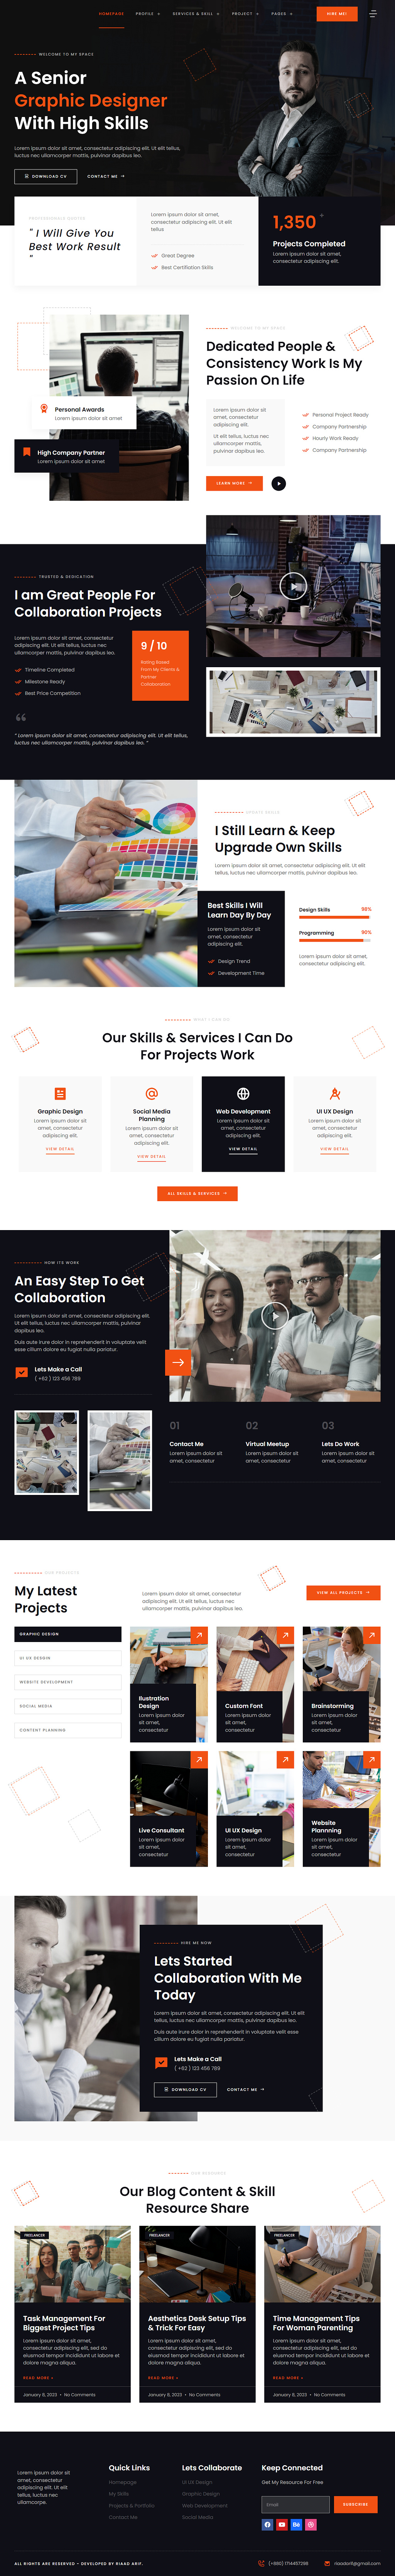 HOMEPAGE PROFILE + SERVICES & SKILL + PROJECT + PAGES + HIRE ME!
WELCOME TO MY SPACE
A Senior
Graphic Designer
With High Skills
Lorem ipsum dolor sit amet, consectetur adipiscing elit. Ut elit tellus,
luctus nec ullamcorper mattis, pulvinar dapibus leo.
DOWNLOAD CV CONTACT ME
" I Will Give You
Best Work Result
"
Lorem ipsum dolor sit amet,
consectetur adipiscing elit. Ut elit
tellus
Great Degree
Best Certifiation Skills
1,350 +
Projects Completed
Lorem ipsum dolor sit amet,
consectetur adipiscing elit.
Personal Awards
Lorem ipsum dolor sit amet
High Company Partner
Lorem ipsum dolor sit amet
WELCOME TO MY SPACE
Dedicated People &
Consistency Work Is My
Passion On Life
Lorem ipsum dolor sit
amet, consectetur
adipiscing elit.
Ut elit tellus, luctus nec
ullamcorper mattis,
pulvinar dapibus leo.
Personal Project Ready
Company Partnership
Hourly Work Ready
Company Partnership
LEARN MORE
TRUSTED & DEDICATION
I am Great People For
Collaboration Projects
Lorem ipsum dolor sit amet, consectetur
adipiscing elit. Ut elit tellus, luctus nec
ullamcorper mattis, pulvinar dapibus leo.
Timeline Completed
Milestone Ready
Best Price Competition
9 / 10
Rating Based
From My Clients &
Partner
Collaboration
" Lorem ipsum dolor sit amet, consectetur adipiscing elit. Ut elit tellus,
luctus nec ullamcorper mattis, pulvinar dapibus leo. "
UPDATE SKILLS
I Still Learn & Keep
Upgrade Own Skills
Lorem ipsum dolor sit amet, consectetur adipiscing elit. Ut elit
tellus, luctus nec ullamcorper mattis, pulvinar dapibus leo.
Best Skills I Will
Learn Day By Day
Lorem ipsum dolor sit
amet, consectetur
adipiscing elit.
Design Trend
Development Time
Design Skills 98%
Programming 90%
Lorem ipsum dolor sit amet,
consectetur adipiscing elit.
WHAT I CAN DO
Our Skills & Services I Can Do
For Projects Work
Graphic Design
Lorem ipsum dolor sit
amet, consectetur
adipiscing elit.
VIEW DETAIL
Social Media
Planning
Lorem ipsum dolor sit
amet, consectetur
adipiscing elit.
VIEW DETAIL
Web Development
Lorem ipsum dolor sit
amet, consectetur
adipiscing elit.
VIEW DETAIL
UI UX Design
Lorem ipsum dolor sit
amet, consectetur
adipiscing elit.
VIEW DETAIL
ALL SKILLS & SERVICES
HOW ITS WORK
An Easy Step To Get
Collaboration
Lorem ipsum dolor sit amet, consectetur adipiscing elit.
Ut elit tellus, luctus nec ullamcorper mattis, pulvinar
dapibus leo.
Duis aute irure dolor in reprehenderit in voluptate velit
esse cillum dolore eu fugiat nulla pariatur.
Lets Make a Call
( +62 ) 123 456 789
01
Contact Me
Lorem ipsum dolor sit
amet, consectetur
02
Virtual Meetup
Lorem ipsum dolor sit
amet, consectetur
03
Lets Do Work
Lorem ipsum dolor sit
amet, consectetur
OUR PROJECTS
My Latest
Projects
Lorem ipsum dolor sit amet, consectetur
adipiscing elit. Ut elit tellus, luctus nec
ullamcorper mattis, pulvinar dapibus leo.
VIEW ALL PROJECTS
GRAPHIC DESIGN
UI UX DESIGN
WEBSITE DEVELOPMENT
SOCIAL MEDIA
CONTENT PLANNING
Illustration
Design
Lorem ipsum dolor
sit amet,
consectetur
Custom Font
Lorem ipsum dolor
sit amet,
consectetur
Brainstorming
Lorem ipsum dolor
sit amet,
consectetur
Live Consultant
Lorem ipsum dolor
sit amet,
consectetur
UI UX Design
Lorem ipsum dolor
sit amet,
consectetur
Website
Plannning
Lorem ipsum dolor
sit amet,
consectetur
HIRE ME NOW
Lets Started
Collaboration With Me
Today
Lorem ipsum dolor sit amet, consectetur adipiscing elit. Ut elit
tellus, luctus nec ullamcorper mattis, pulvinar dapibus leo.
Duis aute irure dolor in reprehenderit in voluptate velit esse
cillum dolore eu fugiat nulla pariatur.
Lets Make a Call
( +62 ) 123 456 789
DOWNLOAD CV CONTACT ME
OUR RESOURCE
Our Blog Content & Skill
Resource Share
FREELANCER
Task Management For
Biggest Project Tips
Lorem ipsum dolor sit amet,
consectetur adipiscing elit, sed do
eiusmod tempor incididunt ut labore et
dolore magna aliqua.
READ MORE »
January 9, 2023 • No Comments
FREELANCER
Aesthetics Desk Setup Tips
& Trick For Easy
Lorem ipsum dolor sit amet,
consectetur adipiscing elit, sed do
eiusmod tempor incididunt ut labore et
dolore magna aliqua.
READ MORE »
January 8, 2023 • No Comments
FREELANCER
Time Management Tips
For Woman Parenting
Lorem ipsum dolor sit amet,
consectetur adipiscing elit, sed do
eiusmod tempor incididunt ut labore et
dolore magna aliqua.
READ MORE »
January 8, 2023 • No Comments
Lorem ipsum dolor sit
amet, consectetur
adipiscing elit. Ut elit
tellus, luctus nec
ullamcorpe.
Quick Links
Homepage
My Skills
Projects & Portfolio
Contact Me
Lets Collaborate
UI UX Design
Graphic Design
Web Development
Social Media
Keep Connected
Get My Resource For Free
Email
SUBSCRIBE
ALL RIGHTS ARE RESERVED - DEVELOPED BY RIAAD ARIF.
(+880) 1714457298
riaadarif@gmail.com